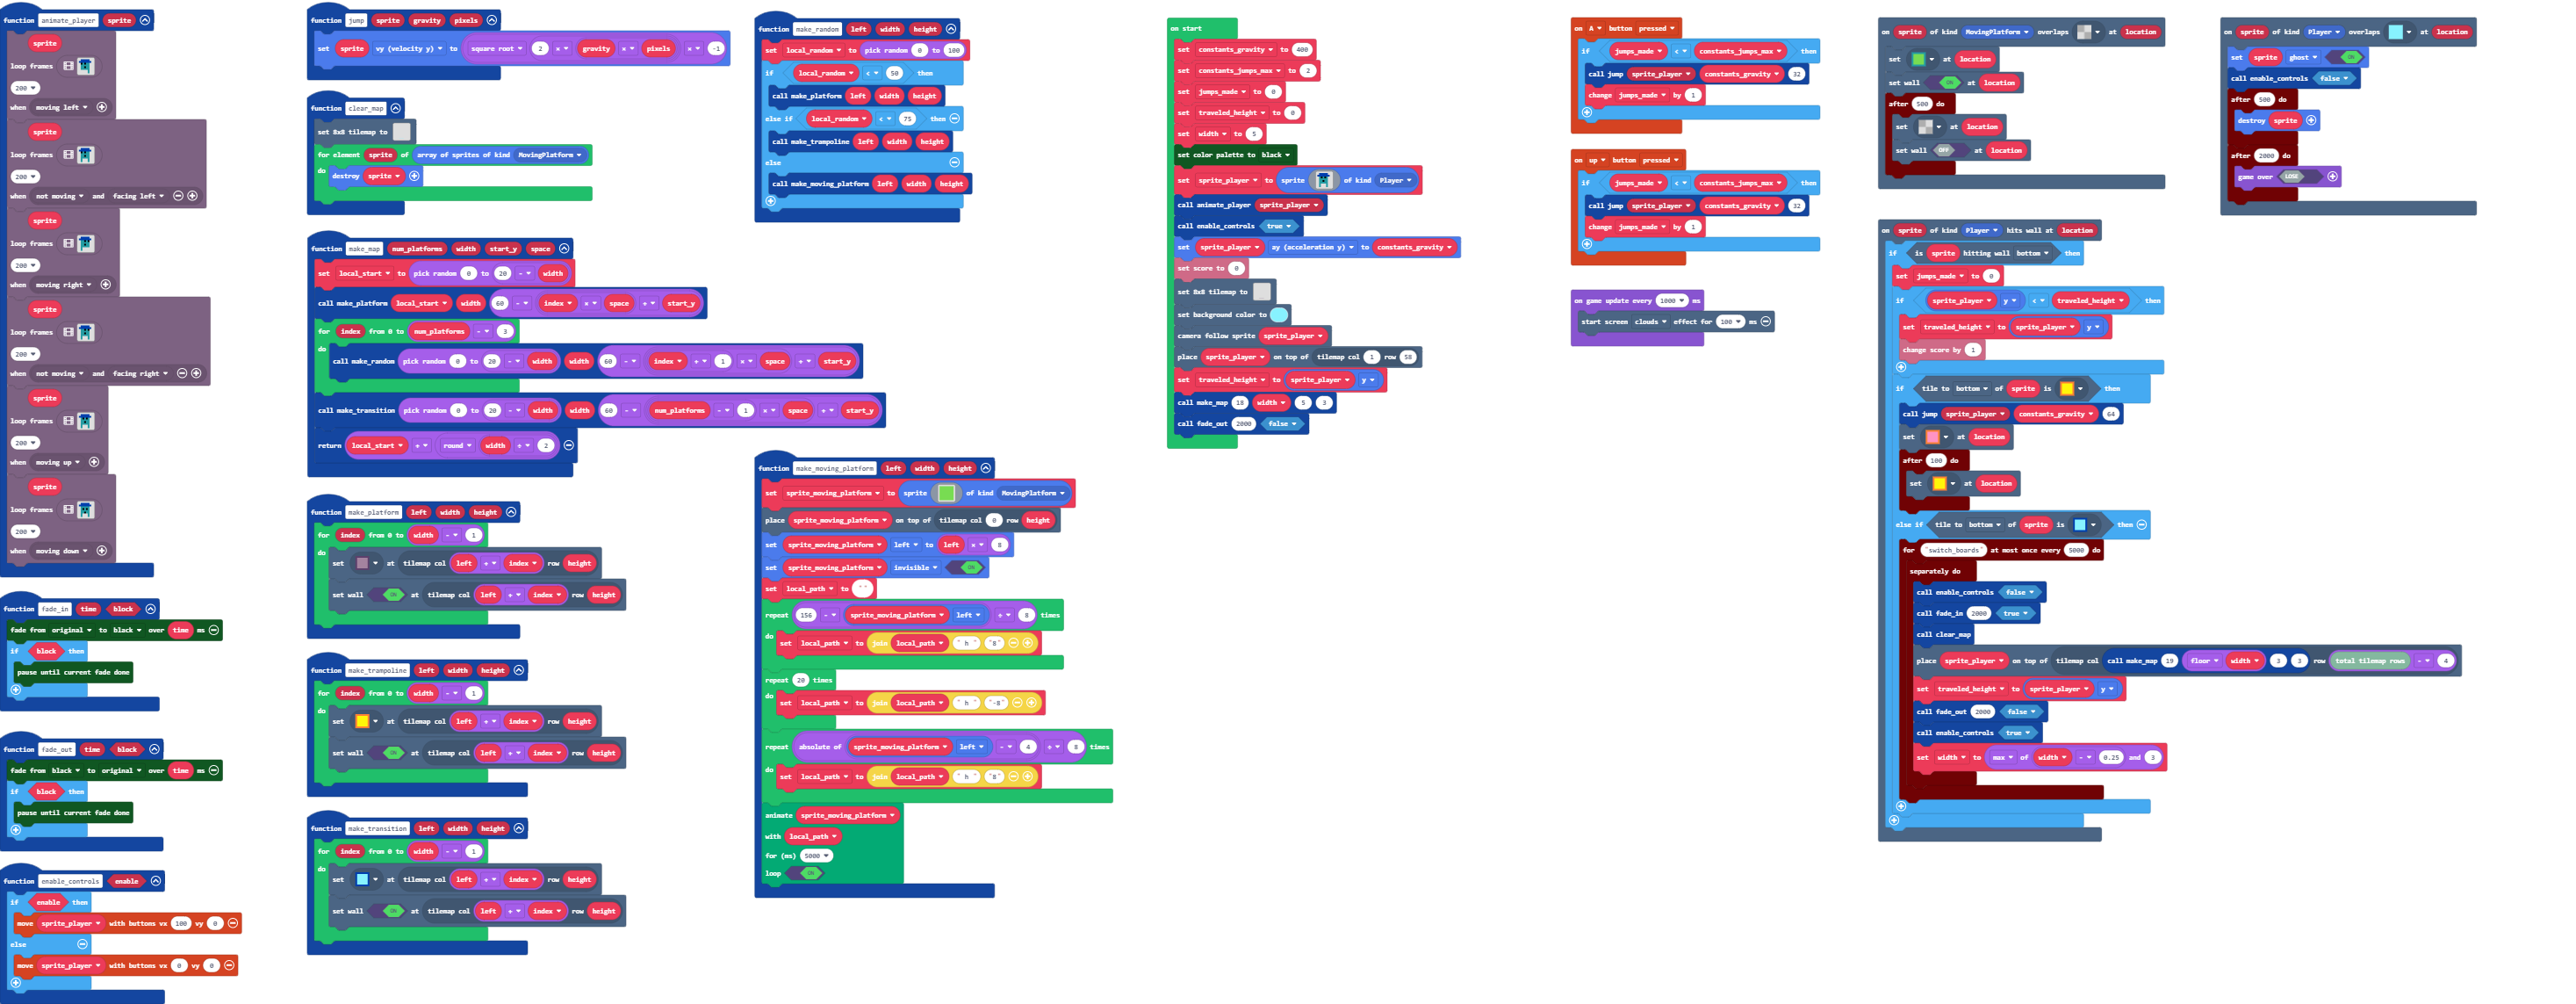 function animate_player sprite
sprite
loop frames
200
when moving left
sprite
loop frames
200
when not moving and facing left
sprite
loop frames
200
when moving right
sprite
loop frames
200
when not moving and facing right
sprite
loop frames
200
when moving up
sprite
loop frames
200
when moving down
function fade_in time block
fade from original to black over time ms
if block then
pause until current fade done
function fade_out time block
fade from black to original over time ms
if block then
pause until current fade done
function enable_controls enable
if enable then
move sprite_player with buttons vx 100 vy 0
else
move sprite_player with buttons vx 0 vy 0
function jump sprite gravity pixels
set sprite vy (velocity y) to square root 2 × gravity × pixels × -1
function clear_map
set 8x8 tilemap to
for element sprite of array of sprites of kind MovingPlatform
do
destroy sprite
function make_map num_platforms width start_y space
set local_start to pick random 0 to 20 - width
call make_platform local_start width 60 - index × space + start_y
for index from 0 to num_platforms - 3
do
call make_random pick random 0 to 20 - width width 60 - index + 1 × space + start_y
call make_transition pick random 0 to 20 - width width 60 - num_platforms - 1 × space + start_y
return local_start + round width ÷ 2
function make_platform left width height
for index from 0 to width - 1
do
set at tilemap col left + index row height
set wall ON at tilemap col left + index row height
function make_trampoline left width height
for index from 0 to width - 1
do
set at tilemap col left + index row height
set wall ON at tilemap col left + index row height
function make_transition left width height
for index from 0 to width - 1
do
set at tilemap col left + index row height
set wall ON at tilemap col left + index row height
function make_random left width height
set local_random to pick random 0 to 100
if local_random < 50 then
call make_platform left width height
else if local_random < 75 then
call make_trampoline left width height
else
call make_moving_platform left width height
function make_moving_platform left width height
set sprite_moving_platform to sprite of kind MovingPlatform
place sprite_moving_platform on top of tilemap col 0 row height
set sprite_moving_platform left to left × 8
set sprite_moving_platform invisible ON
set local_path to " "
repeat 156 - sprite_moving_platform left ÷ 8 times
do
set local_path to join local_path " h " "8"
repeat 20 times
do
set local_path to join local_path " h " "-8"
repeat absolute of sprite_moving_platform left - 4 ÷ 8 times
do
set local_path to join local_path " h " "8"
animate sprite_moving_platform
with local_path
for (ms) 5000
loop ON
on start
set constants_gravity to 400
set constants_jumps_max to 2
set jumps_made to 0
set traveled_height to 0
set width to 5
set color palette to black
set sprite_player to sprite of kind Player
call animate_player sprite_player
call enable_controls true
set sprite_player ay (acceleration y) to constants_gravity
set score to 0
set 8x8 tilemap to
set background color to
camera follow sprite sprite_player
place sprite_player on top of tilemap col 1 row 58
set traveled_height to sprite_player y
call make_map 18 width 5 3
call fade_out 2000 false
on A button pressed
if jumps_made < constants_jumps_max then
call jump sprite_player constants_gravity 32
change jumps_made by 1
on up button pressed
if jumps_made < constants_jumps_max then
call jump sprite_player constants_gravity 32
change jumps_made by 1
on game update every 1000 ms
start screen clouds effect for 100 ms
on sprite of kind MovingPlatform overlaps at location
set at location
set wall ON at location
after 500 do
set at location
set wall OFF at location
on sprite of kind Player hits wall at location
if is sprite hitting wall bottom then
set jumps_made to 0
if sprite_player y < traveled_height then
set traveled_height to sprite_player y
change score by 1
if tile to bottom of sprite is then
call jump sprite_player constants_gravity 64
set at location
after 100 do
set at location
else if tile to bottom of sprite is then
for "switch_boards" at most once every 5000 do
separately do
call enable_controls false
call fade_in 2000 true
call clear_map
place sprite_player on top of tilemap col call make_map 19 floor width 3 3 row total tilemap rows - 4
set traveled_height to sprite_player y
call fade_out 2000 false
call enable_controls true
set width to max of width - 0.25 and 3
on sprite of kind Player overlaps at location
set sprite ghost ON
call enable_controls false
after 500 do
destroy sprite
after 2000 do
game over LOSE